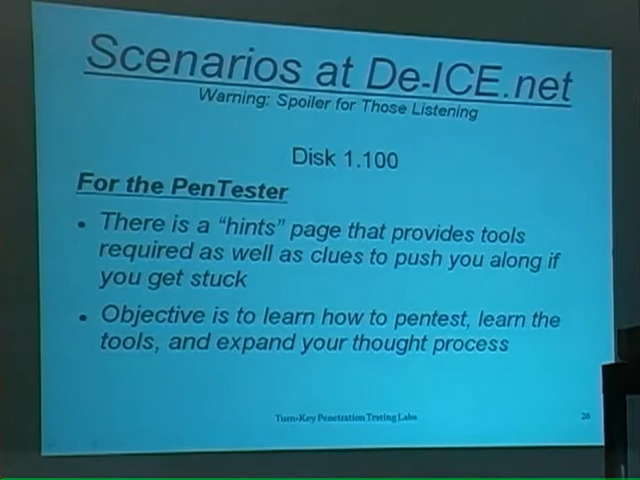 Scenarios at De-ICE.net
Warning: Spoiler for Those Listening
Disk 1.100
For the PenTester
• There is a “hints” page that provides tools
required as well as clues to push you along if
you get stuck
• Objective is to learn how to pentest, learn the
tools, and expand your thought process
Turn-Key Penetration Testing Labs
26